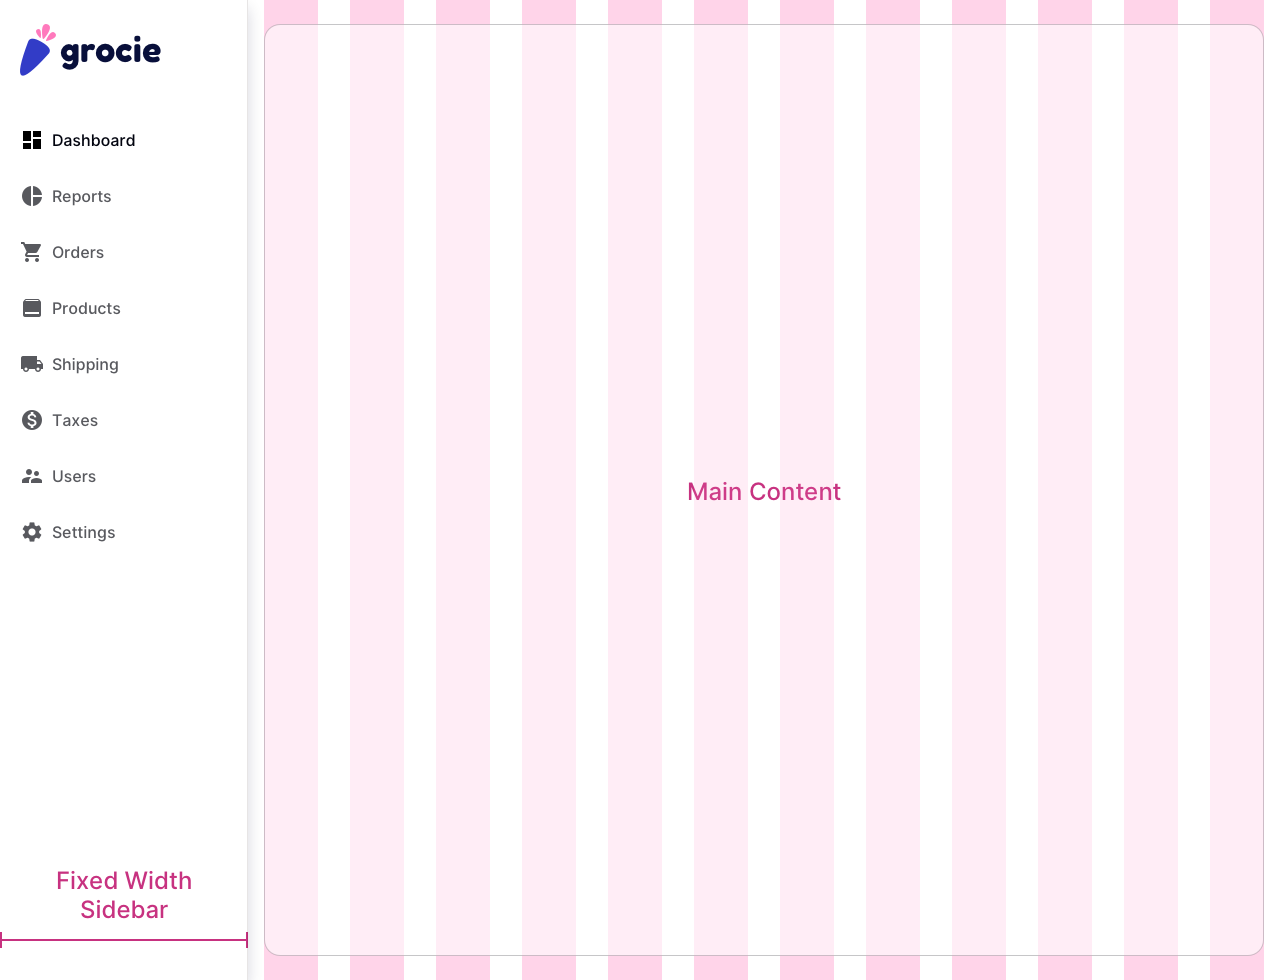 grocie
Dashboard
Reports
Orders
Products
Shipping
Taxes
Users
Settings
Fixed Width
Sidebar
Main Content